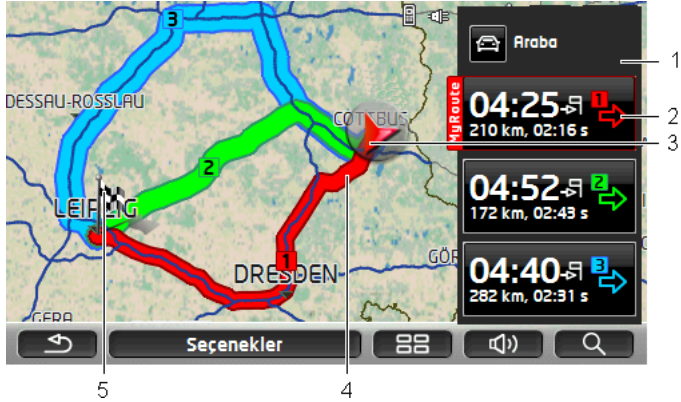 3
Araba
1
DESSAU-ROSSLAU
COTTBUS
MyRoute
04:25
1
2
210 km, 02:16 s
3
2
04:52
2
172 km, 02:43 s
LEIPZIG
1
DRESDEN
GÖR
04:40
3
282 km, 02:31 s
GERA
Seçenekler
5
4